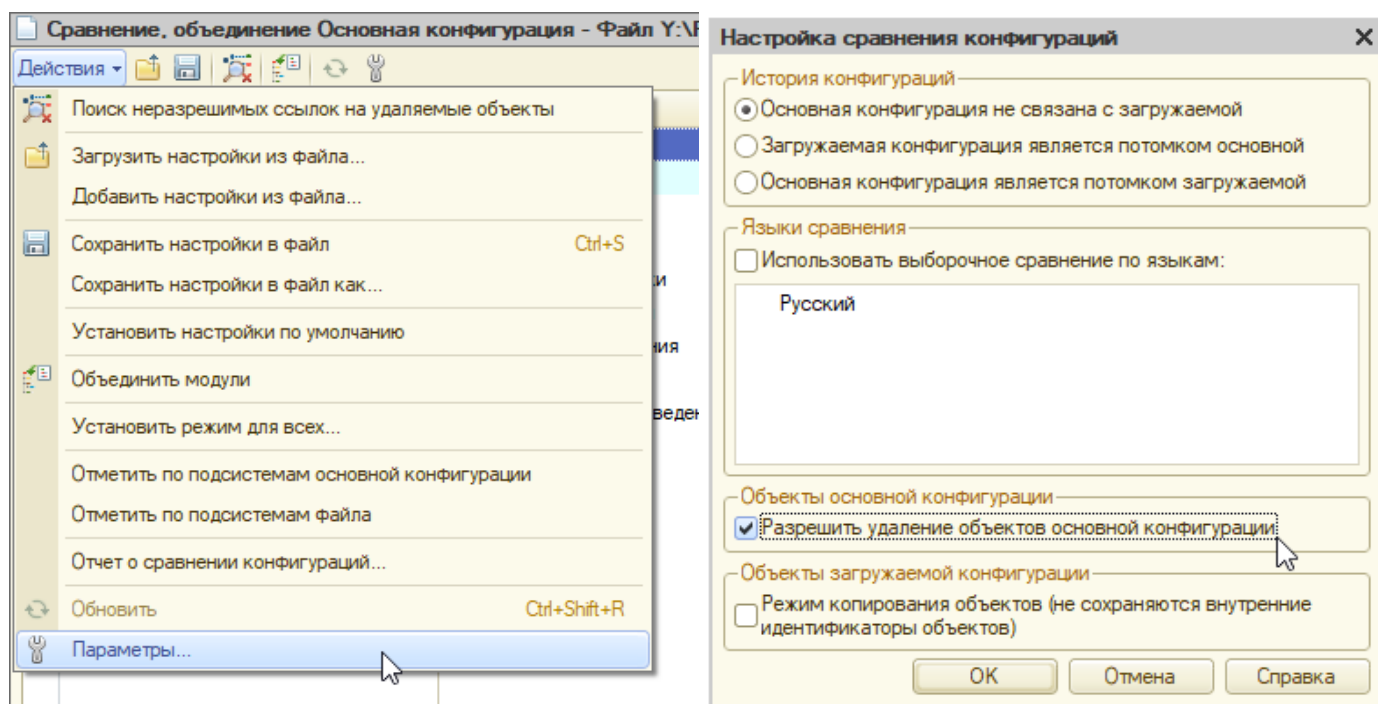 Сравнение, объединение Основная конфигурация - Файл Y:\
Действия
Поиск неразрешимых ссылок на удаляемые объекты
Загрузить настройки из файла...
Добавить настройки из файла...
Сохранить настройки в файл Ctrl+S
Сохранить настройки в файл как...
Установить настройки по умолчанию
Объединить модули
Установить режим для всех...
Отметить по подсистемам основной конфигурации
Отметить по подсистемам файла
Отчет о сравнении конфигураций...
Обновить Ctrl+Shift+R
Параметры...
Настройка сравнения конфигураций
История конфигураций
Основная конфигурация не связана с загружаемой
Загружаемая конфигурация является потомком основной
Основная конфигурация является потомком загружаемой
Языки сравнения
Использовать выборочное сравнение по языкам:
Русский
Объекты основной конфигурации
Разрешить удаление объектов основной конфигурации
Объекты загружаемой конфигурации
Режим копирования объектов (не сохраняются внутренние
идентификаторы объектов)
ОК Отмена Справка